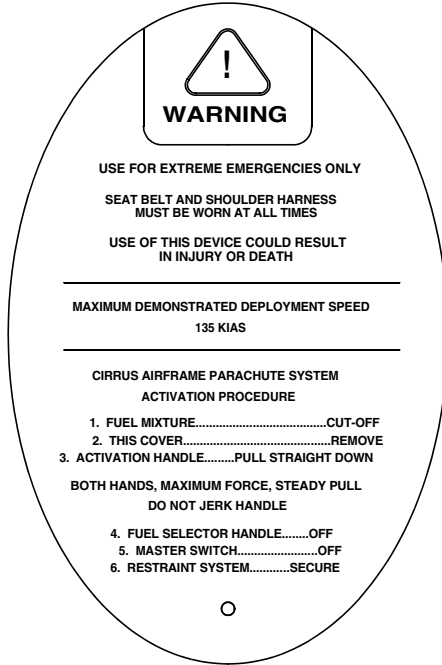 !
WARNING
USE FOR EXTREME EMERGENCIES ONLY
SEAT BELT AND SHOULDER HARNESS
MUST BE WORN AT ALL TIMES
USE OF THIS DEVICE COULD RESULT
IN INJURY OR DEATH
MAXIMUM DEMONSTRATED DEPLOYMENT SPEED
135 KIAS
CIRRUS AIRFRAME PARACHUTE SYSTEM
ACTIVATION PROCEDURE
1. FUEL MIXTURE.......................................CUT-OFF
2. THIS COVER............................................REMOVE
3. ACTIVATION HANDLE.........PULL STRAIGHT DOWN
BOTH HANDS, MAXIMUM FORCE, STEADY PULL
DO NOT JERK HANDLE
4. FUEL SELECTOR HANDLE........OFF
5. MASTER SWITCH........................OFF
6. RESTRAINT SYSTEM............SECURE